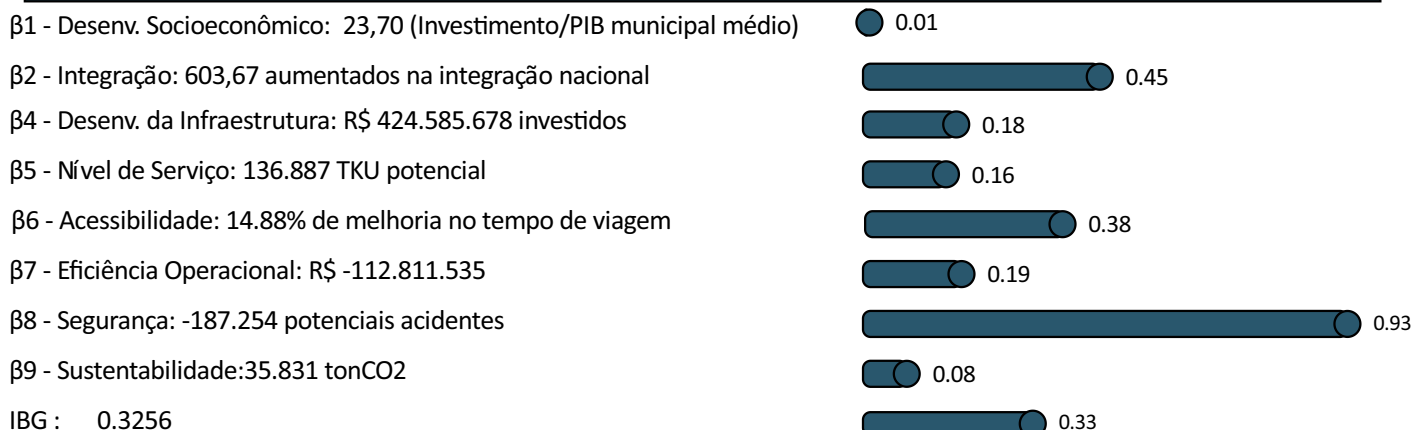 β1 - Desenv. Socioeconômico: 23,70 (Investimento/PIB municipal médio) 0.01
β2 - Integração: 603,67 aumentados na integração nacional 0.45
β4 - Desenv. da Infraestrutura: R$ 424.585.678 investidos 0.18
β5 - Nível de Serviço: 136.887 TKU potencial 0.16
β6 - Acessibilidade: 14.88% de melhoria no tempo de viagem 0.38
β7 - Eficiência Operacional: R$ -112.811.535 0.19
β8 - Segurança: -187.254 potenciais acidentes 0.93
β9 - Sustentabilidade:35.831 tonCO2 0.08
IBG : 0.3256 0.33